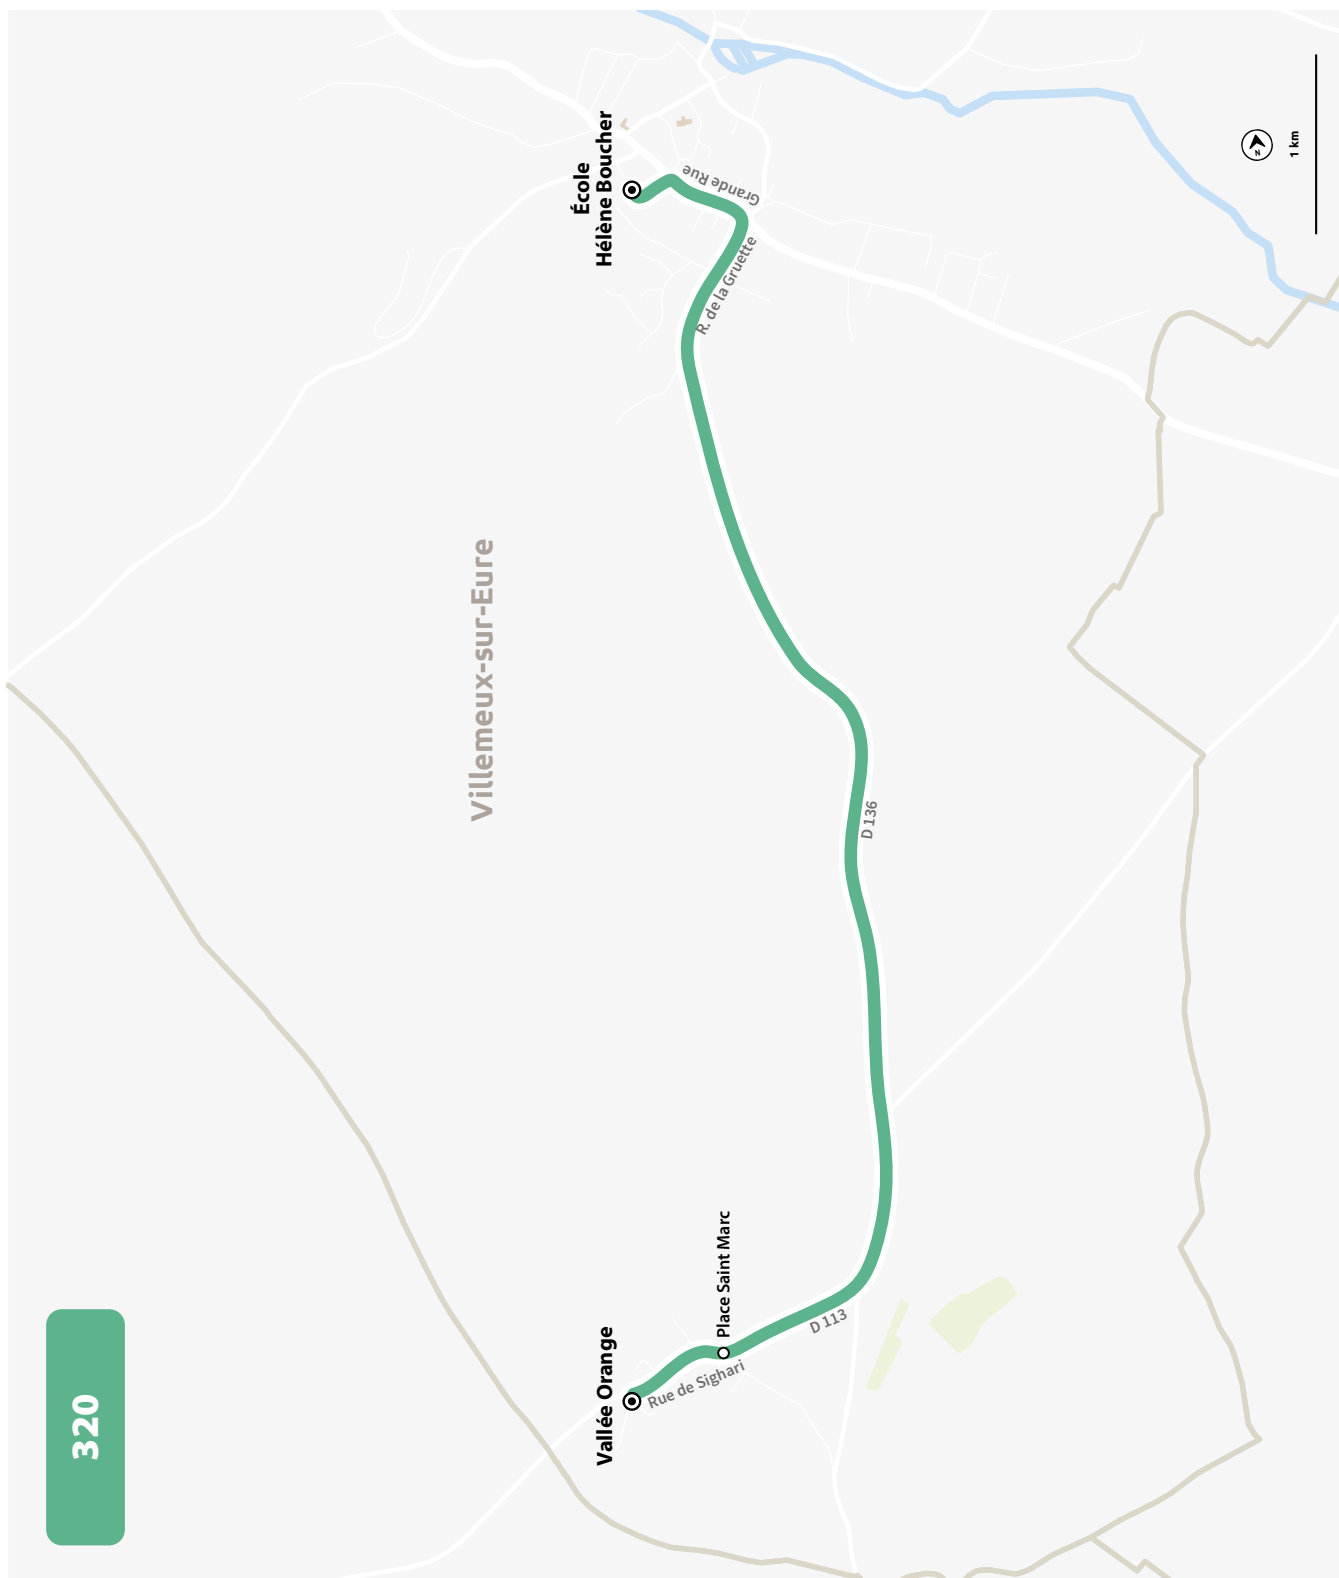 320
Vallée Orange
Rue de Sighari
Place Saint Marc
D 113
Villemeux-sur-Eure
D 136
R. de la Gruette
Grande Rue
École
Hélène Boucher
N
1 km